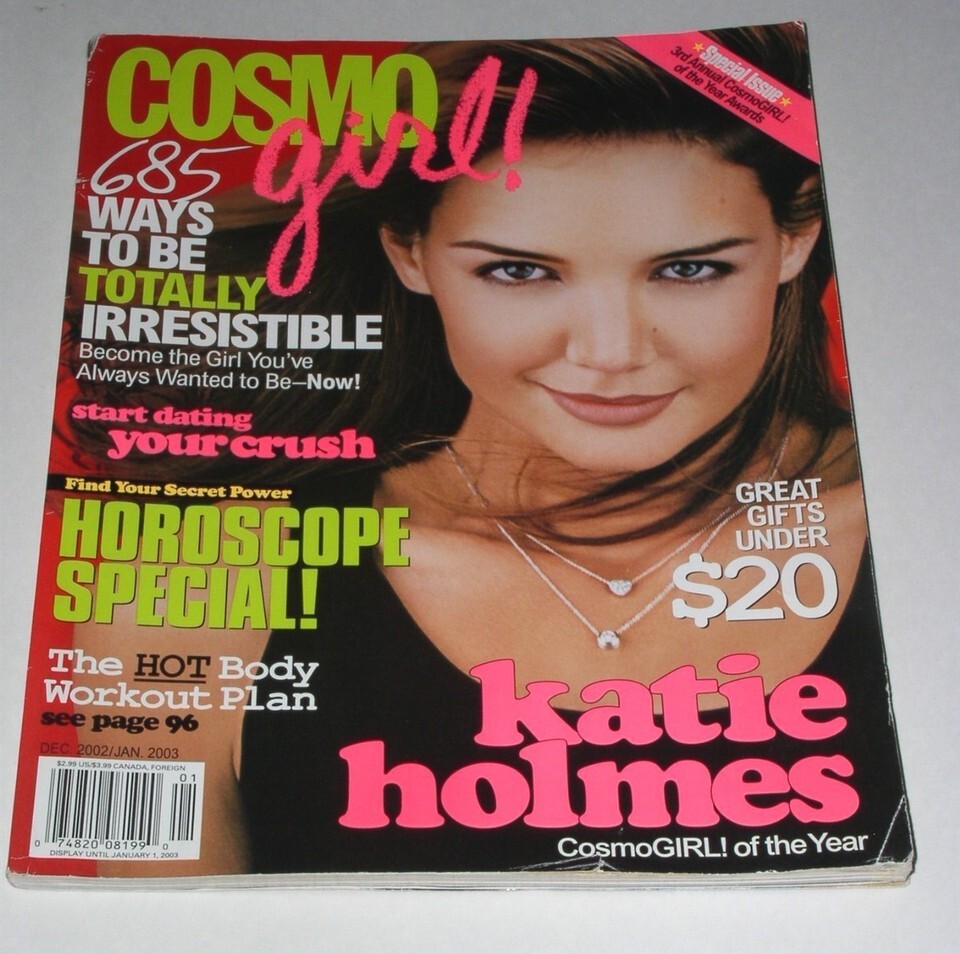 COSMO
girl!
★Special Issue★
3rd Annual CosmoGIRL!
of the Year Awards
685
WAYS
TO BE
TOTALLY
IRRESISTIBLE
Become the Girl You've
Always Wanted to Be—Now!
start dating
your crush
Find Your Secret Power
HOROSCOPE
SPECIAL!
The HOT Body
Workout Plan
see page 96
GREAT
GIFTS
UNDER
$20
katie
holmes
CosmoGIRL! of the Year
DEC. 2002/JAN. 2003
$2.99 US/$3.99 CANADA, FOREIGN
01
0 74820 08199 0
DISPLAY UNTIL JANUARY 1, 2003